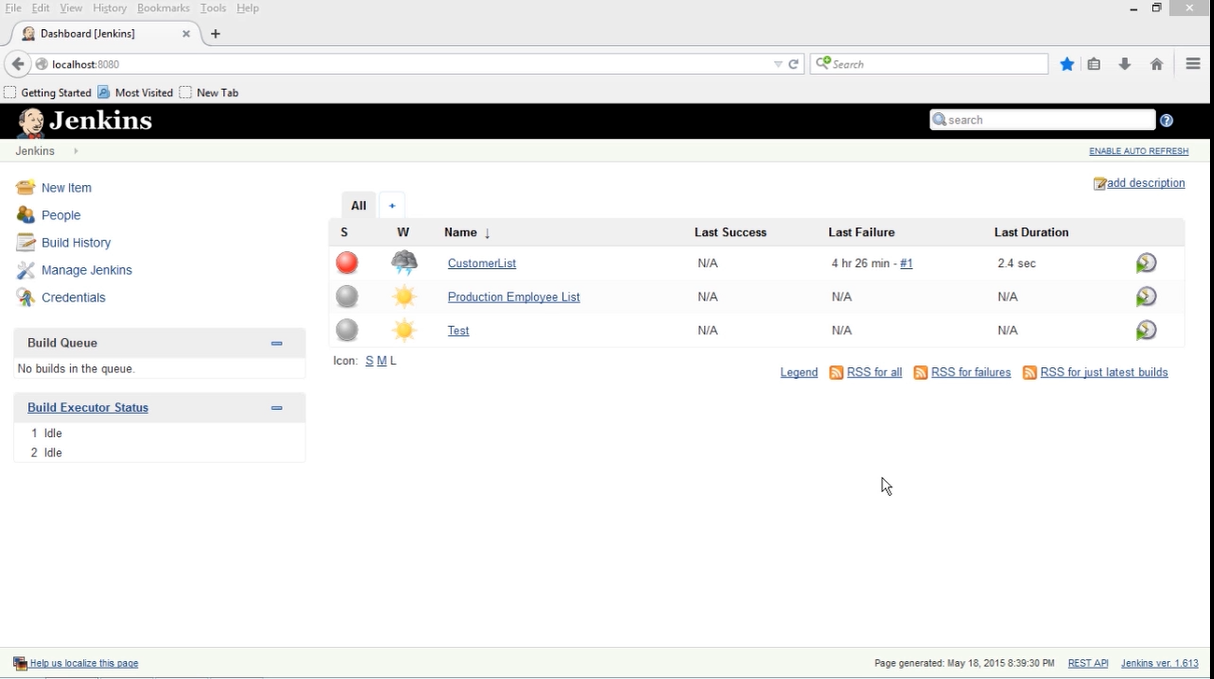 File Edit View History Bookmarks Tools Help
Dashboard [Jenkins]
localhost:8080
Search
Getting Started Most Visited New Tab
Jenkins
search
Jenkins
ENABLE AUTO REFRESH
New Item
People
Build History
Manage Jenkins
Credentials
Build Queue
No builds in the queue.
Build Executor Status
1 Idle
2 Idle
add description
All +
S W Name ↓ Last Success Last Failure Last Duration
CustomerList N/A 4 hr 26 min - #1 2.4 sec
Production Employee List N/A N/A N/A
Test N/A N/A N/A
Icon: S M L
Legend RSS for all RSS for failures RSS for just latest builds
Help us localize this page
Page generated: May 18, 2015 8:39:30 PM REST API Jenkins ver. 1.613